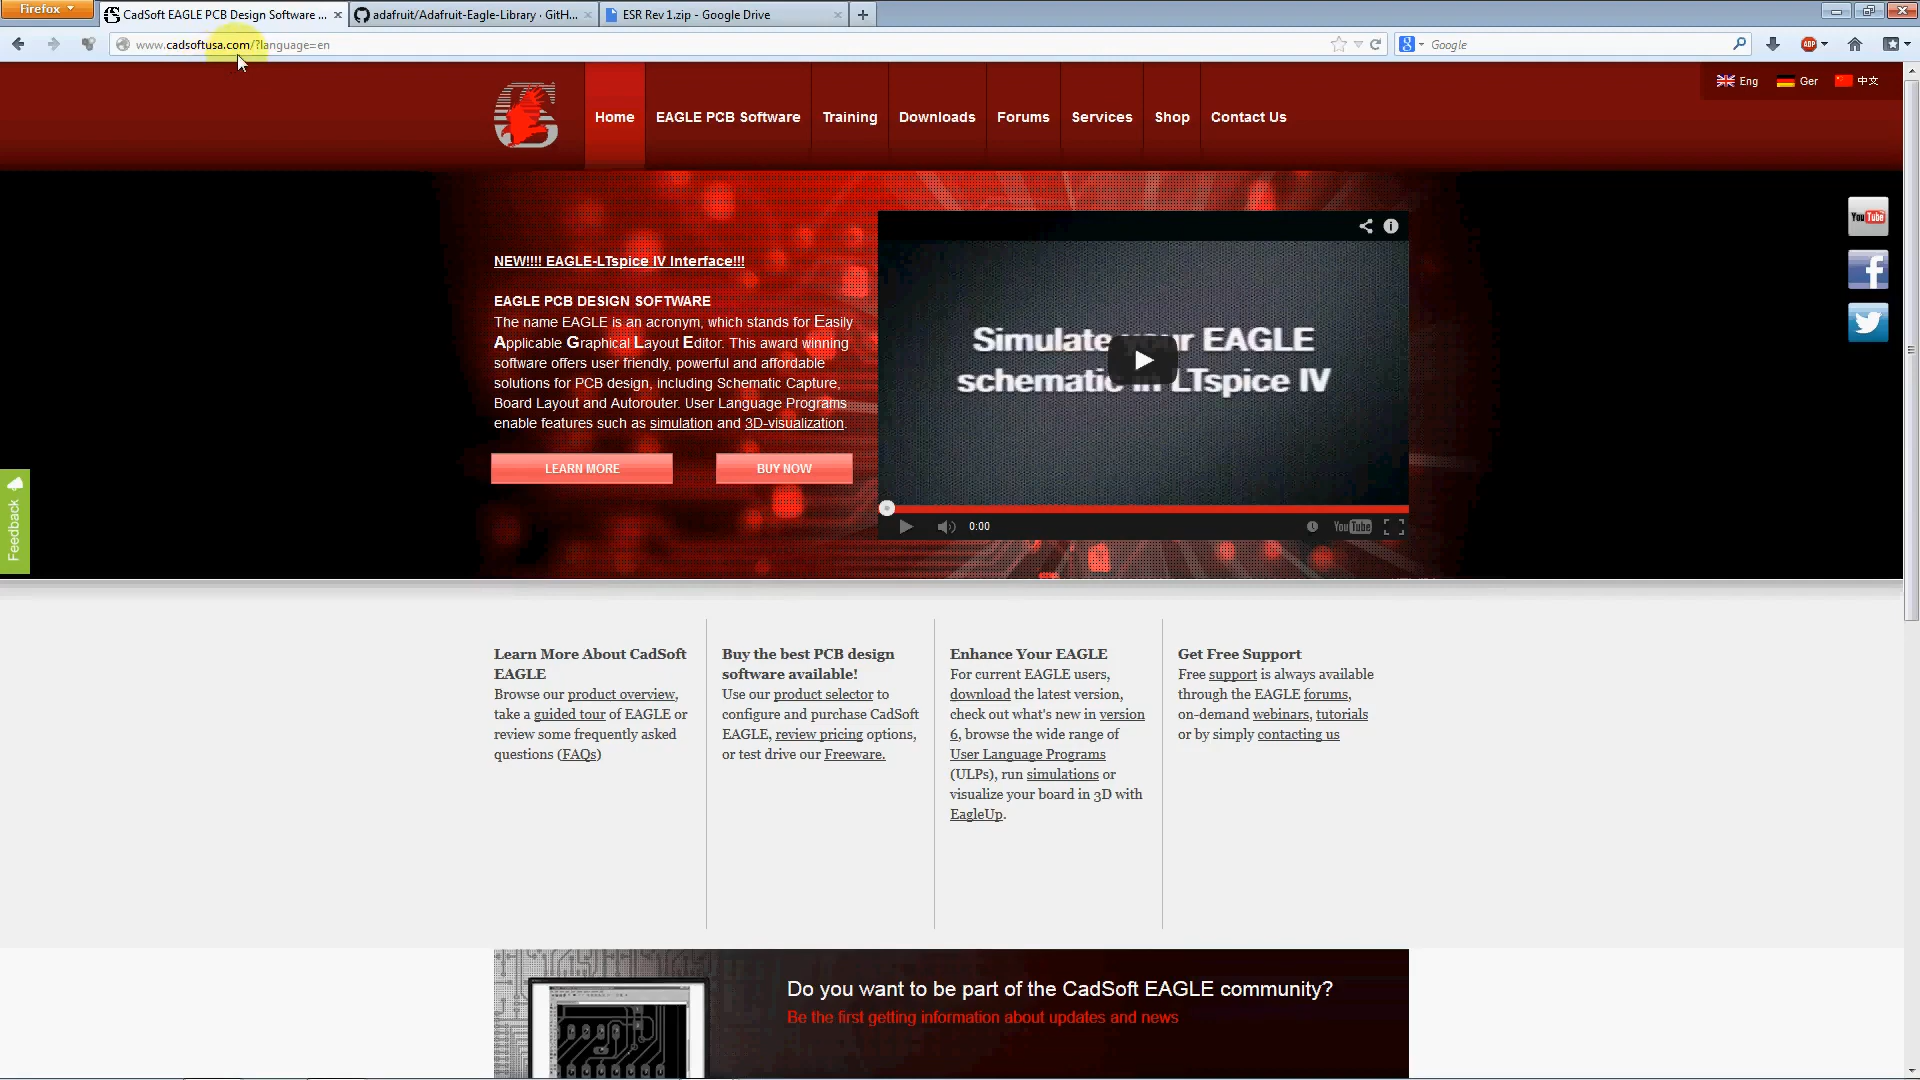 Firefox
CadSoft EAGLE PCB Design Software ...
adafruit/Adafruit-Eagle-Library · GitH...
ESR Rev 1.zip - Google Drive
www.cadsoftusa.com/?language=en
Google
ABP
Eng
Ger
中文
Home
EAGLE PCB Software
Training
Downloads
Forums
Services
Shop
Contact Us
NEW!!!! EAGLE-LTspice IV Interface!!!
EAGLE PCB DESIGN SOFTWARE
The name EAGLE is an acronym, which stands for Easily
Applicable Graphical Layout Editor. This award winning
software offers user friendly, powerful and affordable
solutions for PCB design, including Schematic Capture,
Board Layout and Autorouter. User Language Programs
enable features such as simulation and 3D-visualization.
LEARN MORE
BUY NOW
Simulate your EAGLE
schematic in LTspice IV
0:00
YouTube
YouTube
Feedback
Learn More About CadSoft
EAGLE
Browse our product overview,
take a guided tour of EAGLE or
review some frequently asked
questions (FAQs)
Buy the best PCB design
software available!
Use our product selector to
configure and purchase CadSoft
EAGLE, review pricing options,
or test drive our Freeware.
Enhance Your EAGLE
For current EAGLE users,
download the latest version,
check out what's new in version
6, browse the wide range of
User Language Programs
(ULPs), run simulations or
visualize your board in 3D with
EagleUp.
Get Free Support
Free support is always available
through the EAGLE forums,
on-demand webinars, tutorials
or by simply contacting us
Do you want to be part of the CadSoft EAGLE community?
Be the first getting information about updates and news